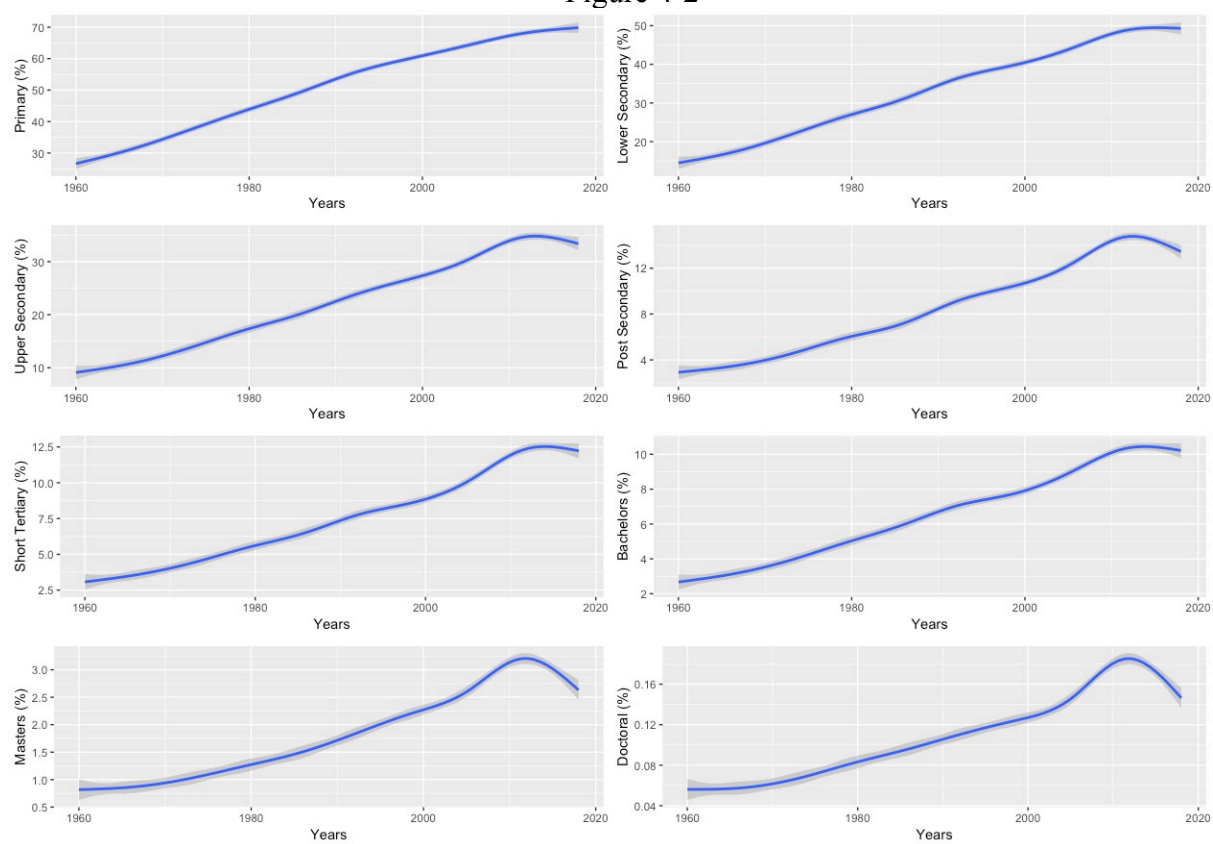 Figure 4-2
Primary (%)
70
60
50
40
30
1960 1980 2000 2020
Years
Lower Secondary (%)
50
40
30
20
1960 1980 2000 2020
Years
Upper Secondary (%)
30
20
10
1960 1980 2000 2020
Years
Post Secondary (%)
12
8
4
1960 1980 2000 2020
Years
Short Tertiary (%)
12.5
10.0
7.5
5.0
2.5
1960 1980 2000 2020
Years
Bachelors (%)
10
8
6
4
2
1960 1980 2000 2020
Years
Masters (%)
3.0
2.5
2.0
1.5
1.0
0.5
1960 1980 2000 2020
Years
Doctoral (%)
0.16
0.12
0.08
0.04
1960 1980 2000 2020
Years